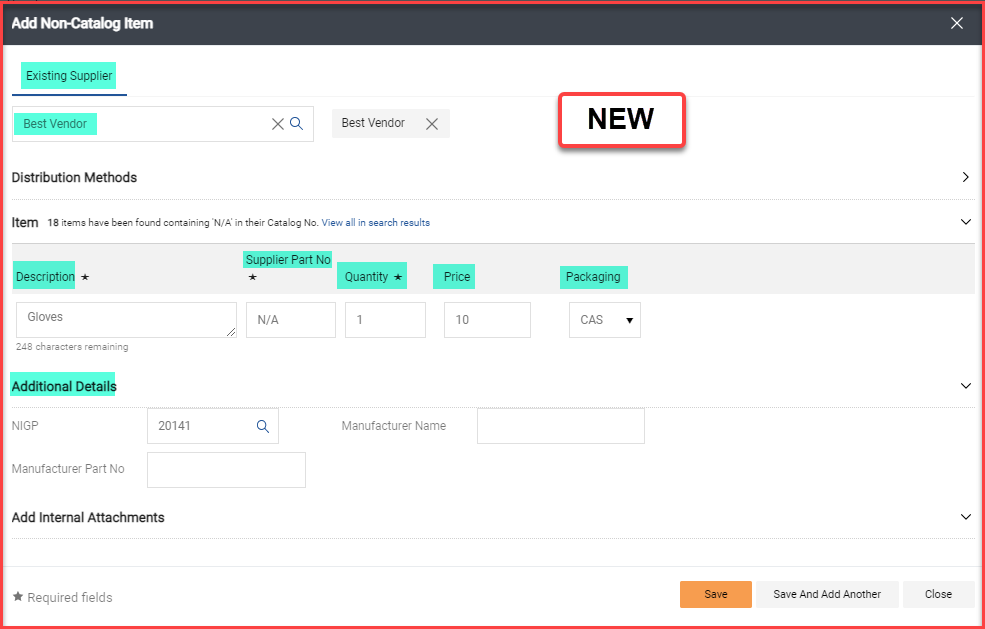 Add Non-Catalog Item
Existing Supplier
Best Vendor
Best Vendor
NEW
Distribution Methods
Item 18 items have been found containing 'N/A' in their Catalog No. View all in search results
Description ★ Supplier Part No ★ Quantity ★ Price Packaging
Gloves N/A 1 10 CAS
248 characters remaining
Additional Details
NIGP 20141 Manufacturer Name
Manufacturer Part No
Add Internal Attachments
★ Required fields Save Save And Add Another Close